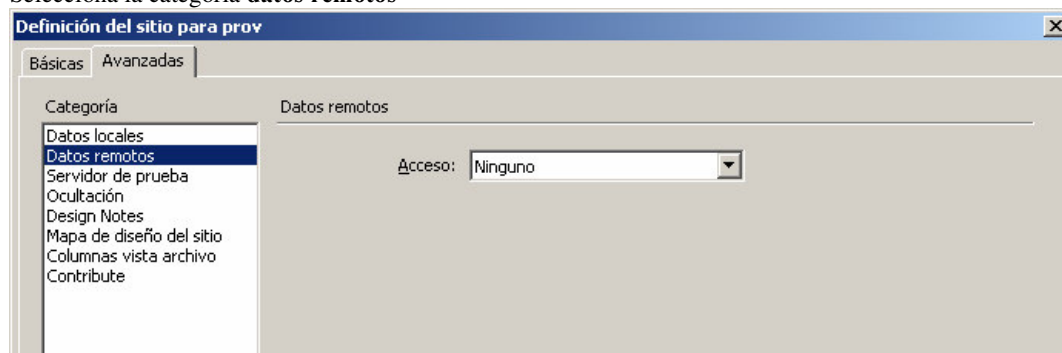 Selecciona la categoría datos remotos
Definición del sitio para prov
Básicas Avanzadas
Categoría
Datos remotos
Datos locales
Datos remotos
Acceso: Ninguno
Servidor de prueba
Ocultación
Design Notes
Mapa de diseño del sitio
Columnas vista archivo
Contribute